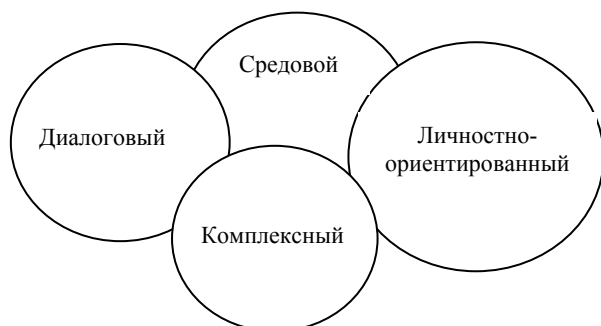 Средовой
Диалоговый
Личностно-
ориентированный
Комплексный